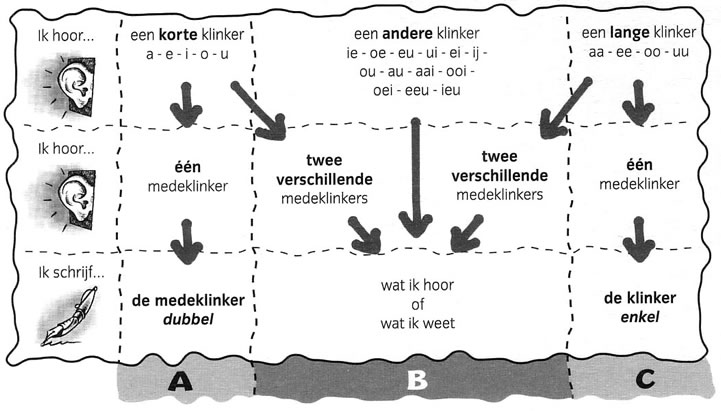 Ik hoor...
een korte klinker
a - e - i - o - u
een andere klinker
ie - oe - eu - ui - ei - ij -
ou - au - aai - ooi -
oei - eeu - ieu
een lange klinker
aa - ee - oo - uu
Ik hoor...
één
medeklinker
twee
verschillende
medeklinkers
twee
verschillende
medeklinkers
één
medeklinker
Ik schrijf...
de medeklinker
dubbel
wat ik hoor
of
wat ik weet
de klinker
enkel
A
B
C